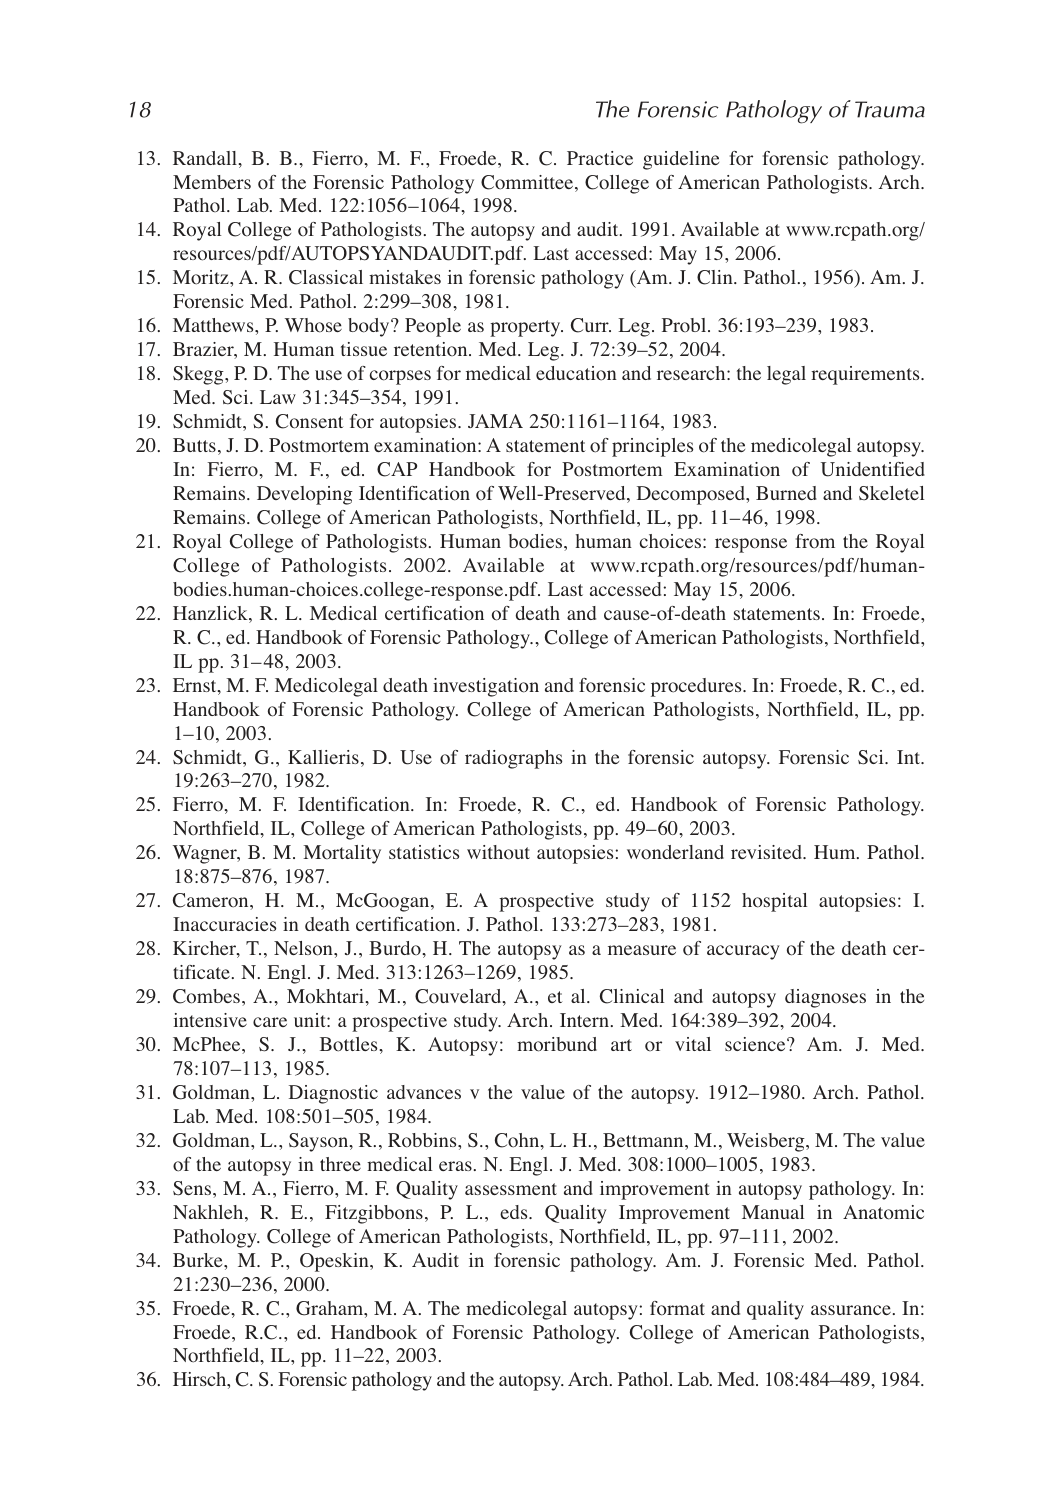 18 The Forensic Pathology of Trauma
13. Randall, B. B., Fierro, M. F., Froede, R. C. Practice guideline for forensic pathology.
Members of the Forensic Pathology Committee, College of American Pathologists. Arch.
Pathol. Lab. Med. 122:1056–1064, 1998.
14. Royal College of Pathologists. The autopsy and audit. 1991. Available at www.rcpath.org/
resources/pdf/AUTOPSYANDAUDIT.pdf. Last accessed: May 15, 2006.
15. Moritz, A. R. Classical mistakes in forensic pathology (Am. J. Clin. Pathol., 1956). Am. J.
Forensic Med. Pathol. 2:299–308, 1981.
16. Matthews, P. Whose body? People as property. Curr. Leg. Probl. 36:193–239, 1983.
17. Brazier, M. Human tissue retention. Med. Leg. J. 72:39–52, 2004.
18. Skegg, P. D. The use of corpses for medical education and research: the legal requirements.
Med. Sci. Law 31:345–354, 1991.
19. Schmidt, S. Consent for autopsies. JAMA 250:1161–1164, 1983.
20. Butts, J. D. Postmortem examination: A statement of principles of the medicolegal autopsy.
In: Fierro, M. F., ed. CAP Handbook for Postmortem Examination of Unidentified
Remains. Developing Identification of Well-Preserved, Decomposed, Burned and Skeletel
Remains. College of American Pathologists, Northfield, IL, pp. 11–46, 1998.
21. Royal College of Pathologists. Human bodies, human choices: response from the Royal
College of Pathologists. 2002. Available at www.rcpath.org/resources/pdf/human-
bodies.human-choices.college-response.pdf. Last accessed: May 15, 2006.
22. Hanzlick, R. L. Medical certification of death and cause-of-death statements. In: Froede,
R. C., ed. Handbook of Forensic Pathology., College of American Pathologists, Northfield,
IL pp. 31–48, 2003.
23. Ernst, M. F. Medicolegal death investigation and forensic procedures. In: Froede, R. C., ed.
Handbook of Forensic Pathology. College of American Pathologists, Northfield, IL, pp.
1–10, 2003.
24. Schmidt, G., Kallieris, D. Use of radiographs in the forensic autopsy. Forensic Sci. Int.
19:263–270, 1982.
25. Fierro, M. F. Identification. In: Froede, R. C., ed. Handbook of Forensic Pathology.
Northfield, IL, College of American Pathologists, pp. 49–60, 2003.
26. Wagner, B. M. Mortality statistics without autopsies: wonderland revisited. Hum. Pathol.
18:875–876, 1987.
27. Cameron, H. M., McGoogan, E. A prospective study of 1152 hospital autopsies: I.
Inaccuracies in death certification. J. Pathol. 133:273–283, 1981.
28. Kircher, T., Nelson, J., Burdo, H. The autopsy as a measure of accuracy of the death cer-
tificate. N. Engl. J. Med. 313:1263–1269, 1985.
29. Combes, A., Mokhtari, M., Couvelard, A., et al. Clinical and autopsy diagnoses in the
intensive care unit: a prospective study. Arch. Intern. Med. 164:389–392, 2004.
30. McPhee, S. J., Bottles, K. Autopsy: moribund art or vital science? Am. J. Med.
78:107–113, 1985.
31. Goldman, L. Diagnostic advances v the value of the autopsy. 1912–1980. Arch. Pathol.
Lab. Med. 108:501–505, 1984.
32. Goldman, L., Sayson, R., Robbins, S., Cohn, L. H., Bettmann, M., Weisberg, M. The value
of the autopsy in three medical eras. N. Engl. J. Med. 308:1000–1005, 1983.
33. Sens, M. A., Fierro, M. F. Quality assessment and improvement in autopsy pathology. In:
Nakhleh, R. E., Fitzgibbons, P. L., eds. Quality Improvement Manual in Anatomic
Pathology. College of American Pathologists, Northfield, IL, pp. 97–111, 2002.
34. Burke, M. P., Opeskin, K. Audit in forensic pathology. Am. J. Forensic Med. Pathol.
21:230–236, 2000.
35. Froede, R. C., Graham, M. A. The medicolegal autopsy: format and quality assurance. In:
Froede, R.C., ed. Handbook of Forensic Pathology. College of American Pathologists,
Northfield, IL, pp. 11–22, 2003.
36. Hirsch, C. S. Forensic pathology and the autopsy. Arch. Pathol. Lab. Med. 108:484–489, 1984.